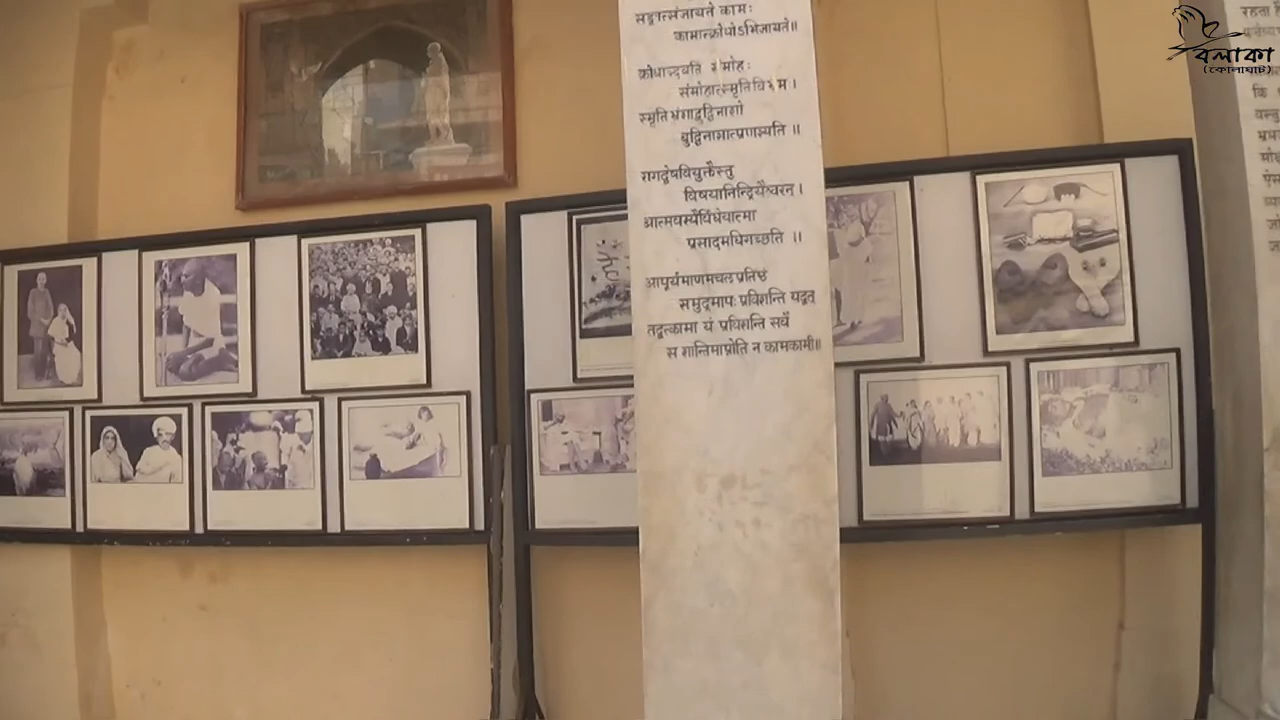 सङ्गात्संजायते कामः
कामात्क्रोधोऽभिजायते॥
क्रोधाद्भवति संमोहः
संमोहात्स्मृतिविभ्रमः।
स्मृतिभ्रंशाद्बुद्धिनाशो
बुद्धिनाशात्प्रणश्यति॥
रागद्वेषवियुक्तैस्तु
विषयानिन्द्रियैश्चरन्।
आत्मवश्यैर्विधेयात्मा
प्रसादमधिगच्छति॥
आपूर्यमाणमचलप्रतिष्ठं
समुद्रमापः प्रविशन्ति यद्वत्
तद्वत्कामा यं प्रविशन्ति सर्वे
स शान्तिमाप्नोति न कामकामी॥
বলাকা
(কোলাঘাট)
रहता
कि